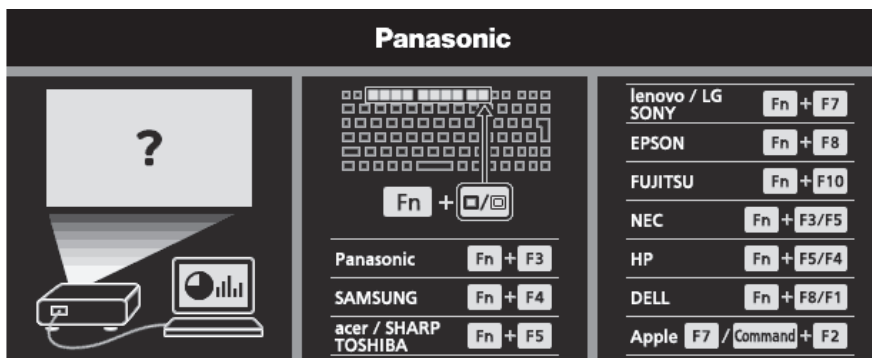 Panasonic
?
Fn + □/回
Panasonic Fn + F3
SAMSUNG Fn + F4
acer / SHARP
TOSHIBA Fn + F5
lenovo / LG
SONY Fn + F7
EPSON Fn + F8
FUJITSU Fn + F10
NEC Fn + F3/F5
HP Fn + F5/F4
DELL Fn + F8/F1
Apple F7 / Command + F2